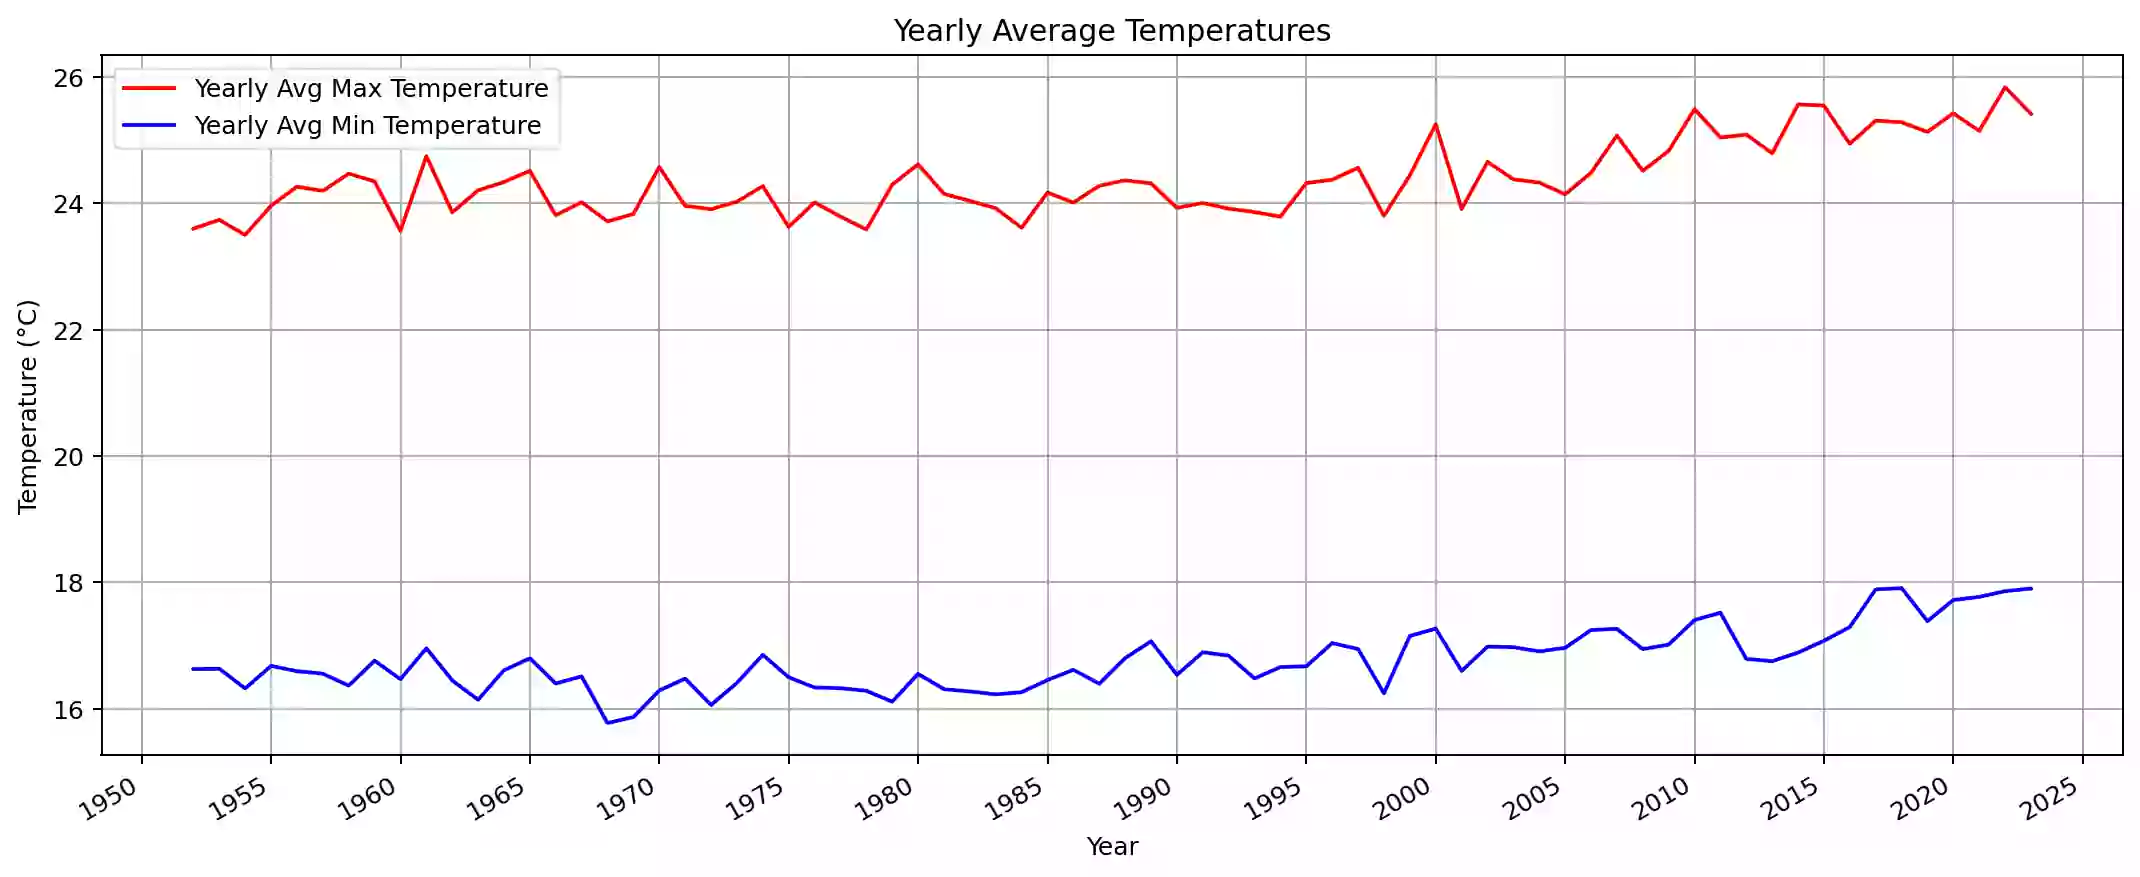 Yearly Average Temperatures
26
Yearly Avg Max Temperature
Yearly Avg Min Temperature
24
22
20
18
16
Temperature (°C)
1950 1955 1960 1965 1970 1975 1980 1985 1990 1995 2000 2005 2010 2015 2020 2025
Year